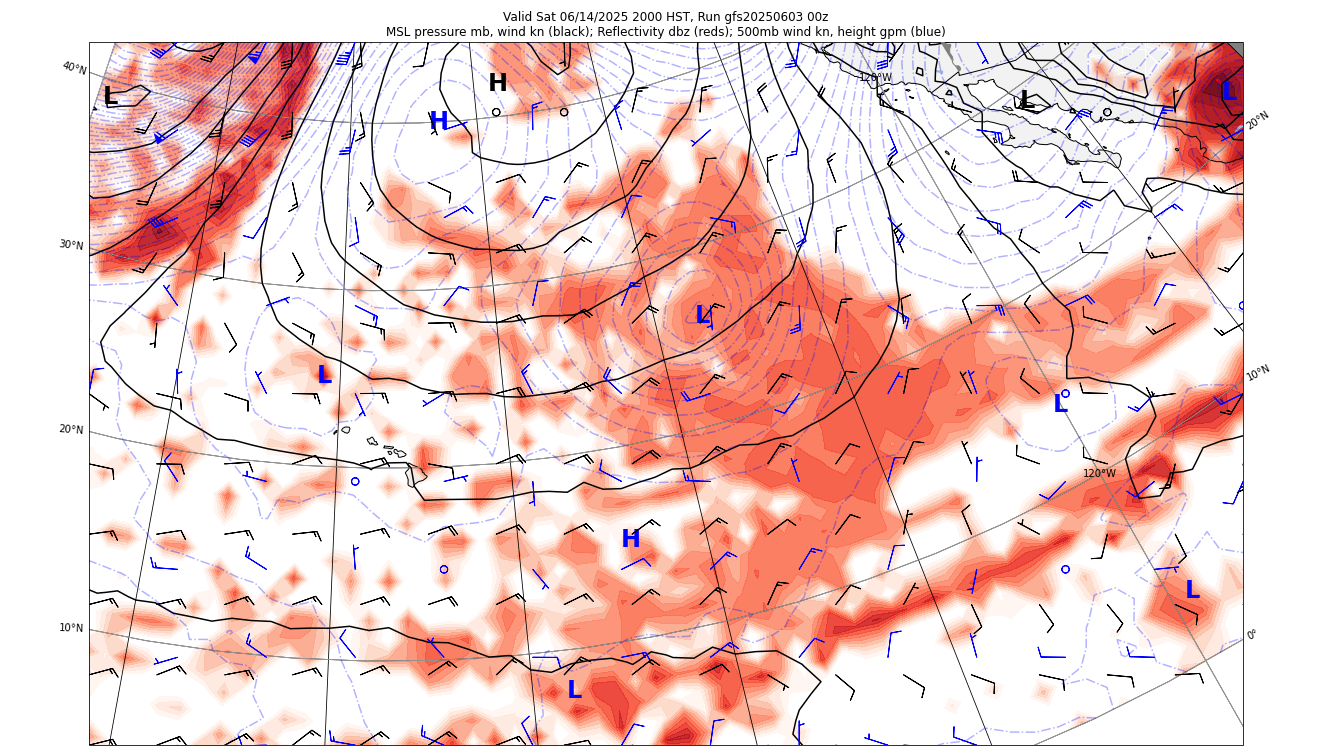 Valid Sat 06/14/2025 2000 HST, Run gfs20250603 00z
MSL pressure mb, wind kn (black); Reflectivity dbz (reds); 500mb wind kn, height gpm (blue)
40°N
L
H
H
120°W
L
L
20°N
30°N
L
L
10°N
L
20°N
120°W
H
L
10°N
0°
L